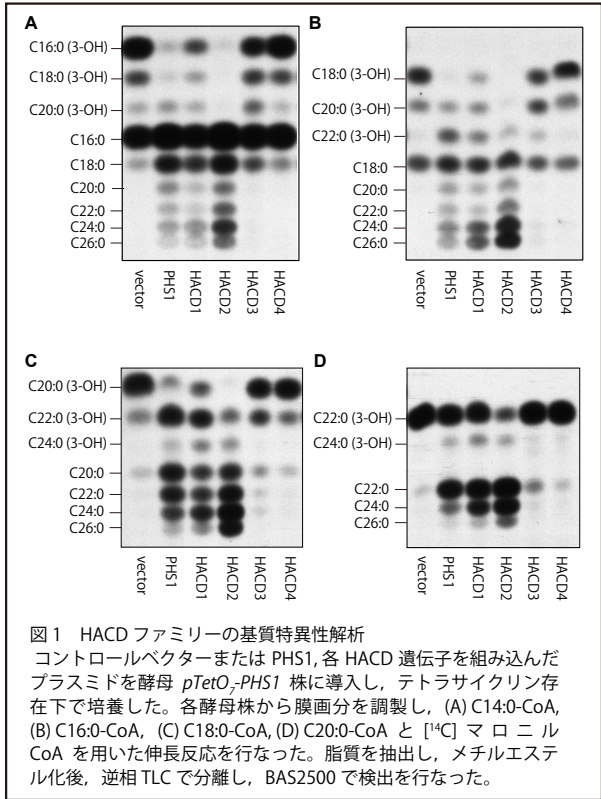 A
C16:0 (3-OH)
C18:0 (3-OH)
C20:0 (3-OH)
C16:0
C18:0
C20:0
C22:0
C24:0
C26:0
vector
PHS1
HACD1
HACD2
HACD3
HACD4
B
C18:0 (3-OH)
C20:0 (3-OH)
C22:0 (3-OH)
C18:0
C20:0
C22:0
C24:0
C26:0
vector
PHS1
HACD1
HACD2
HACD3
HACD4
C
C20:0 (3-OH)
C22:0 (3-OH)
C24:0 (3-OH)
C20:0
C22:0
C24:0
C26:0
vector
PHS1
HACD1
HACD2
HACD3
HACD4
D
C22:0 (3-OH)
C24:0 (3-OH)
C22:0
C24:0
C26:0
vector
PHS1
HACD1
HACD2
HACD3
HACD4
図1 HACD ファミリーの基質特異性解析
コントロールベクターまたは PHS1, 各 HACD 遺伝子を組み込んだ
プラスミドを酵母 pTetO₇-PHS1 株に導入し，テトラサイクリン存
在下で培養した。各酵母株から膜画分を調製し，(A) C14:0-CoA,
(B) C16:0-CoA, (C) C18:0-CoA, (D) C20:0-CoA と [¹⁴C] マロニル
CoA を用いた伸長反応を行なった。脂質を抽出し，メチルエステ
ル化後，逆相 TLC で分離し，BAS2500 で検出を行なった。